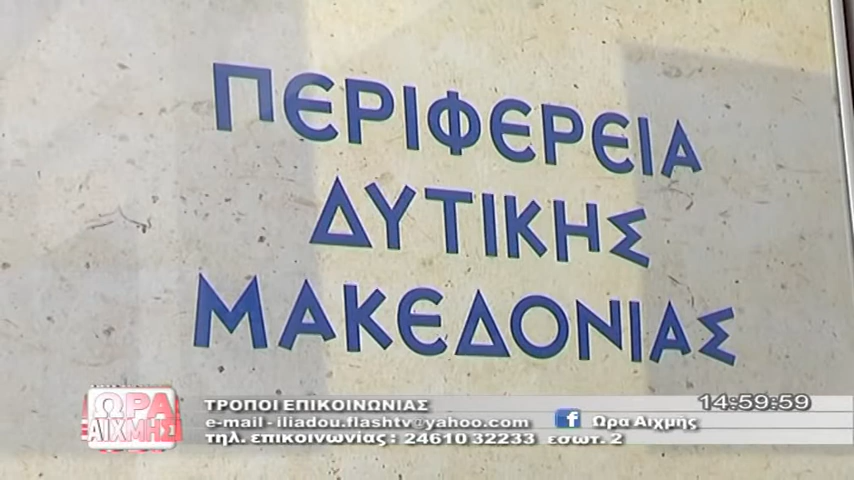 ΠΕΡΙΦΕΡΕΙΑ
ΔΥΤΙΚΗΣ
ΜΑΚΕΔΟΝΙΑΣ
ΩΡΑ
ΑΙΧΜΗΣ
ΤΡΟΠΟΙ ΕΠΙΚΟΙΝΩΝΙΑΣ
14:59:59
e-mail - iliadou.flashtv@yahoo.com f Ωρα Αιχμής
τηλ. επικοινωνίας : 24610 32233 εσωτ. 2